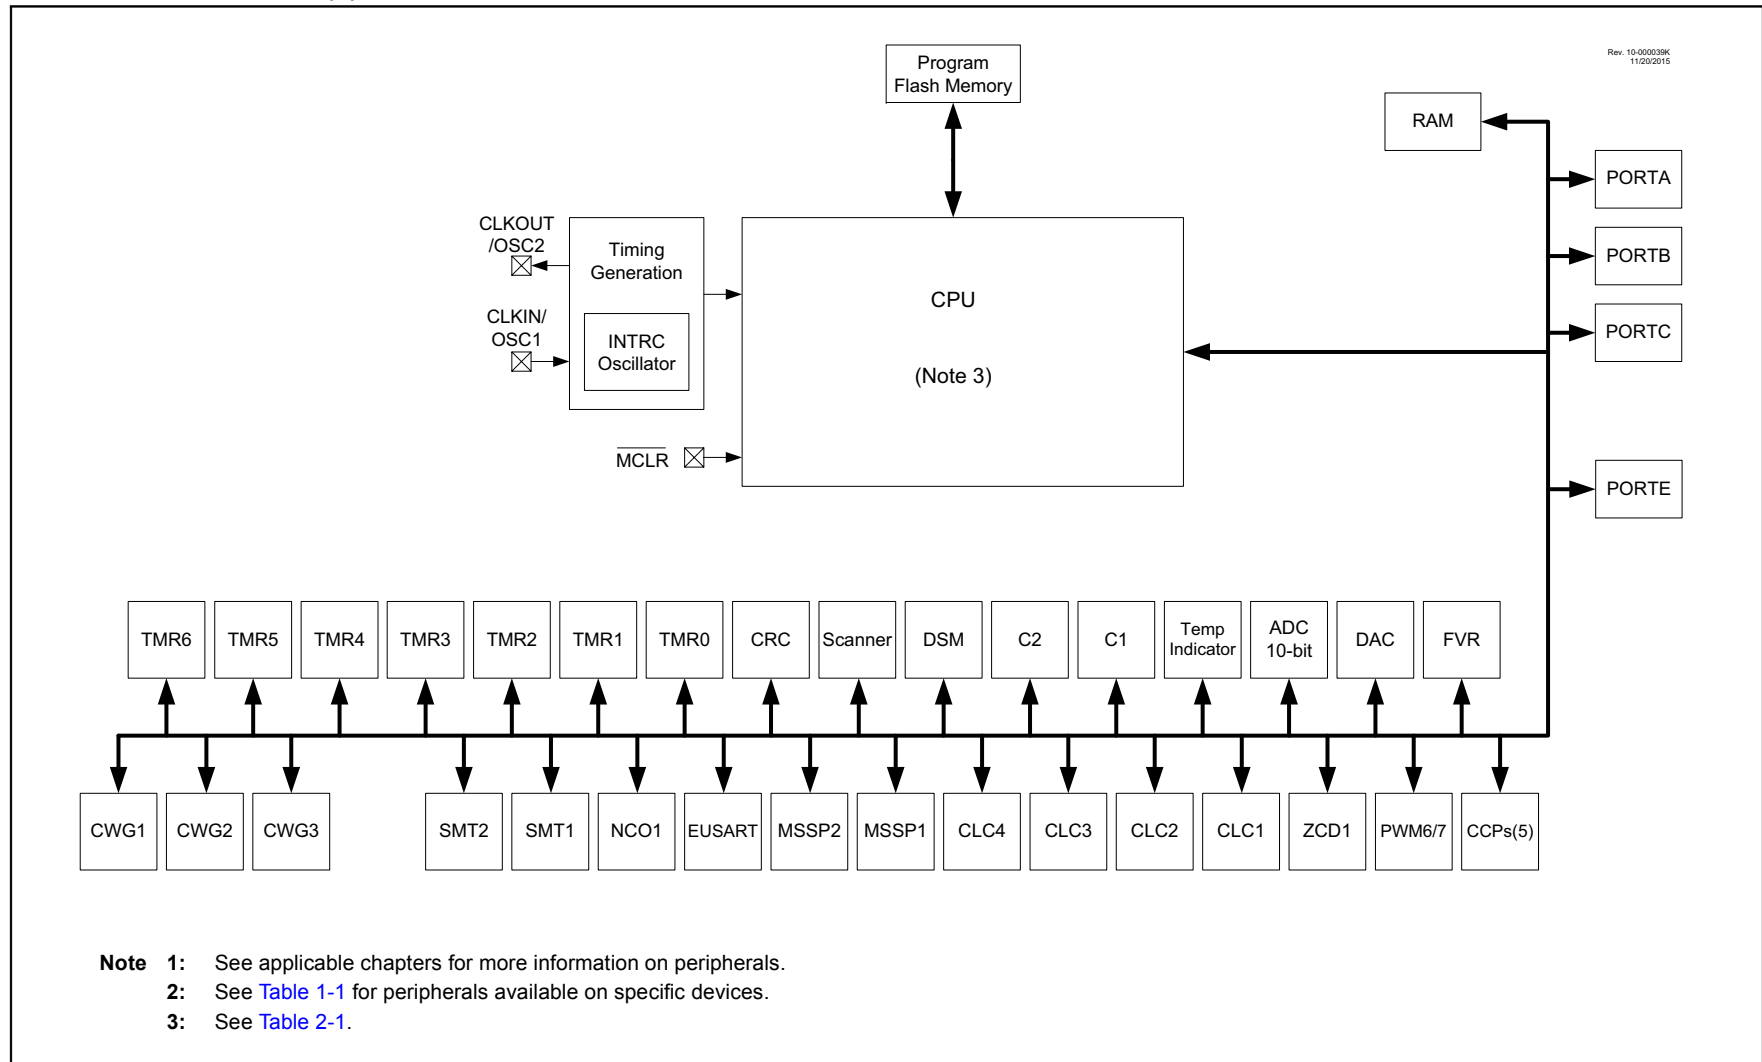 Rev. 10-000039K
11/20/2015
Program
Flash Memory
RAM
PORTA
CLKOUT
/OSC2
Timing
Generation
PORTB
CPU
CLKIN/
OSC1
INTRC
Oscillator
PORTC
(Note 3)
MCLR
PORTE
TMR6
TMR5
TMR4
TMR3
TMR2
TMR1
TMR0
CRC
Scanner
DSM
C2
C1
Temp
Indicator
ADC
10-bit
DAC
FVR
CWG1
CWG2
CWG3
SMT2
SMT1
NCO1
EUSART
MSSP2
MSSP1
CLC4
CLC3
CLC2
CLC1
ZCD1
PWM6/7
CCPs(5)
Note 1: See applicable chapters for more information on peripherals.
2: See Table 1-1 for peripherals available on specific devices.
3: See Table 2-1.